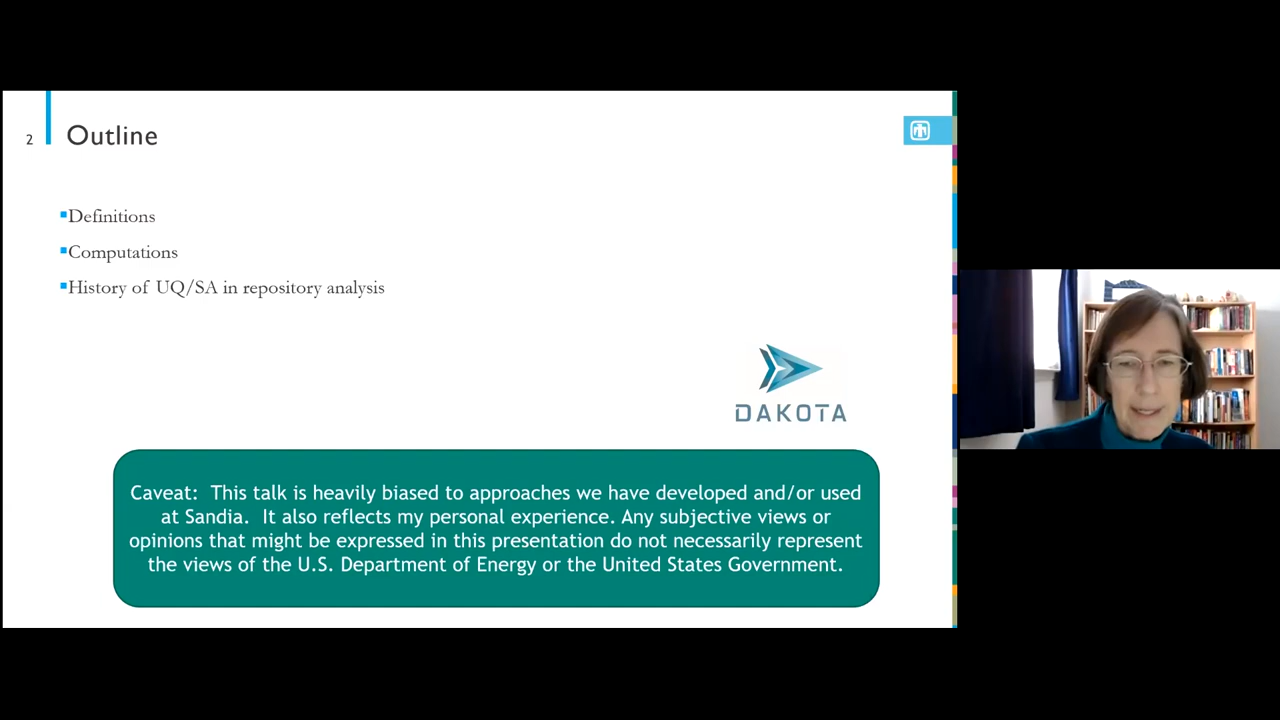 2
Outline
Definitions
Computations
History of UQ/SA in repository analysis
DAKOTA
Caveat: This talk is heavily biased to approaches we have developed and/or used
at Sandia. It also reflects my personal experience. Any subjective views or
opinions that might be expressed in this presentation do not necessarily represent
the views of the U.S. Department of Energy or the United States Government.